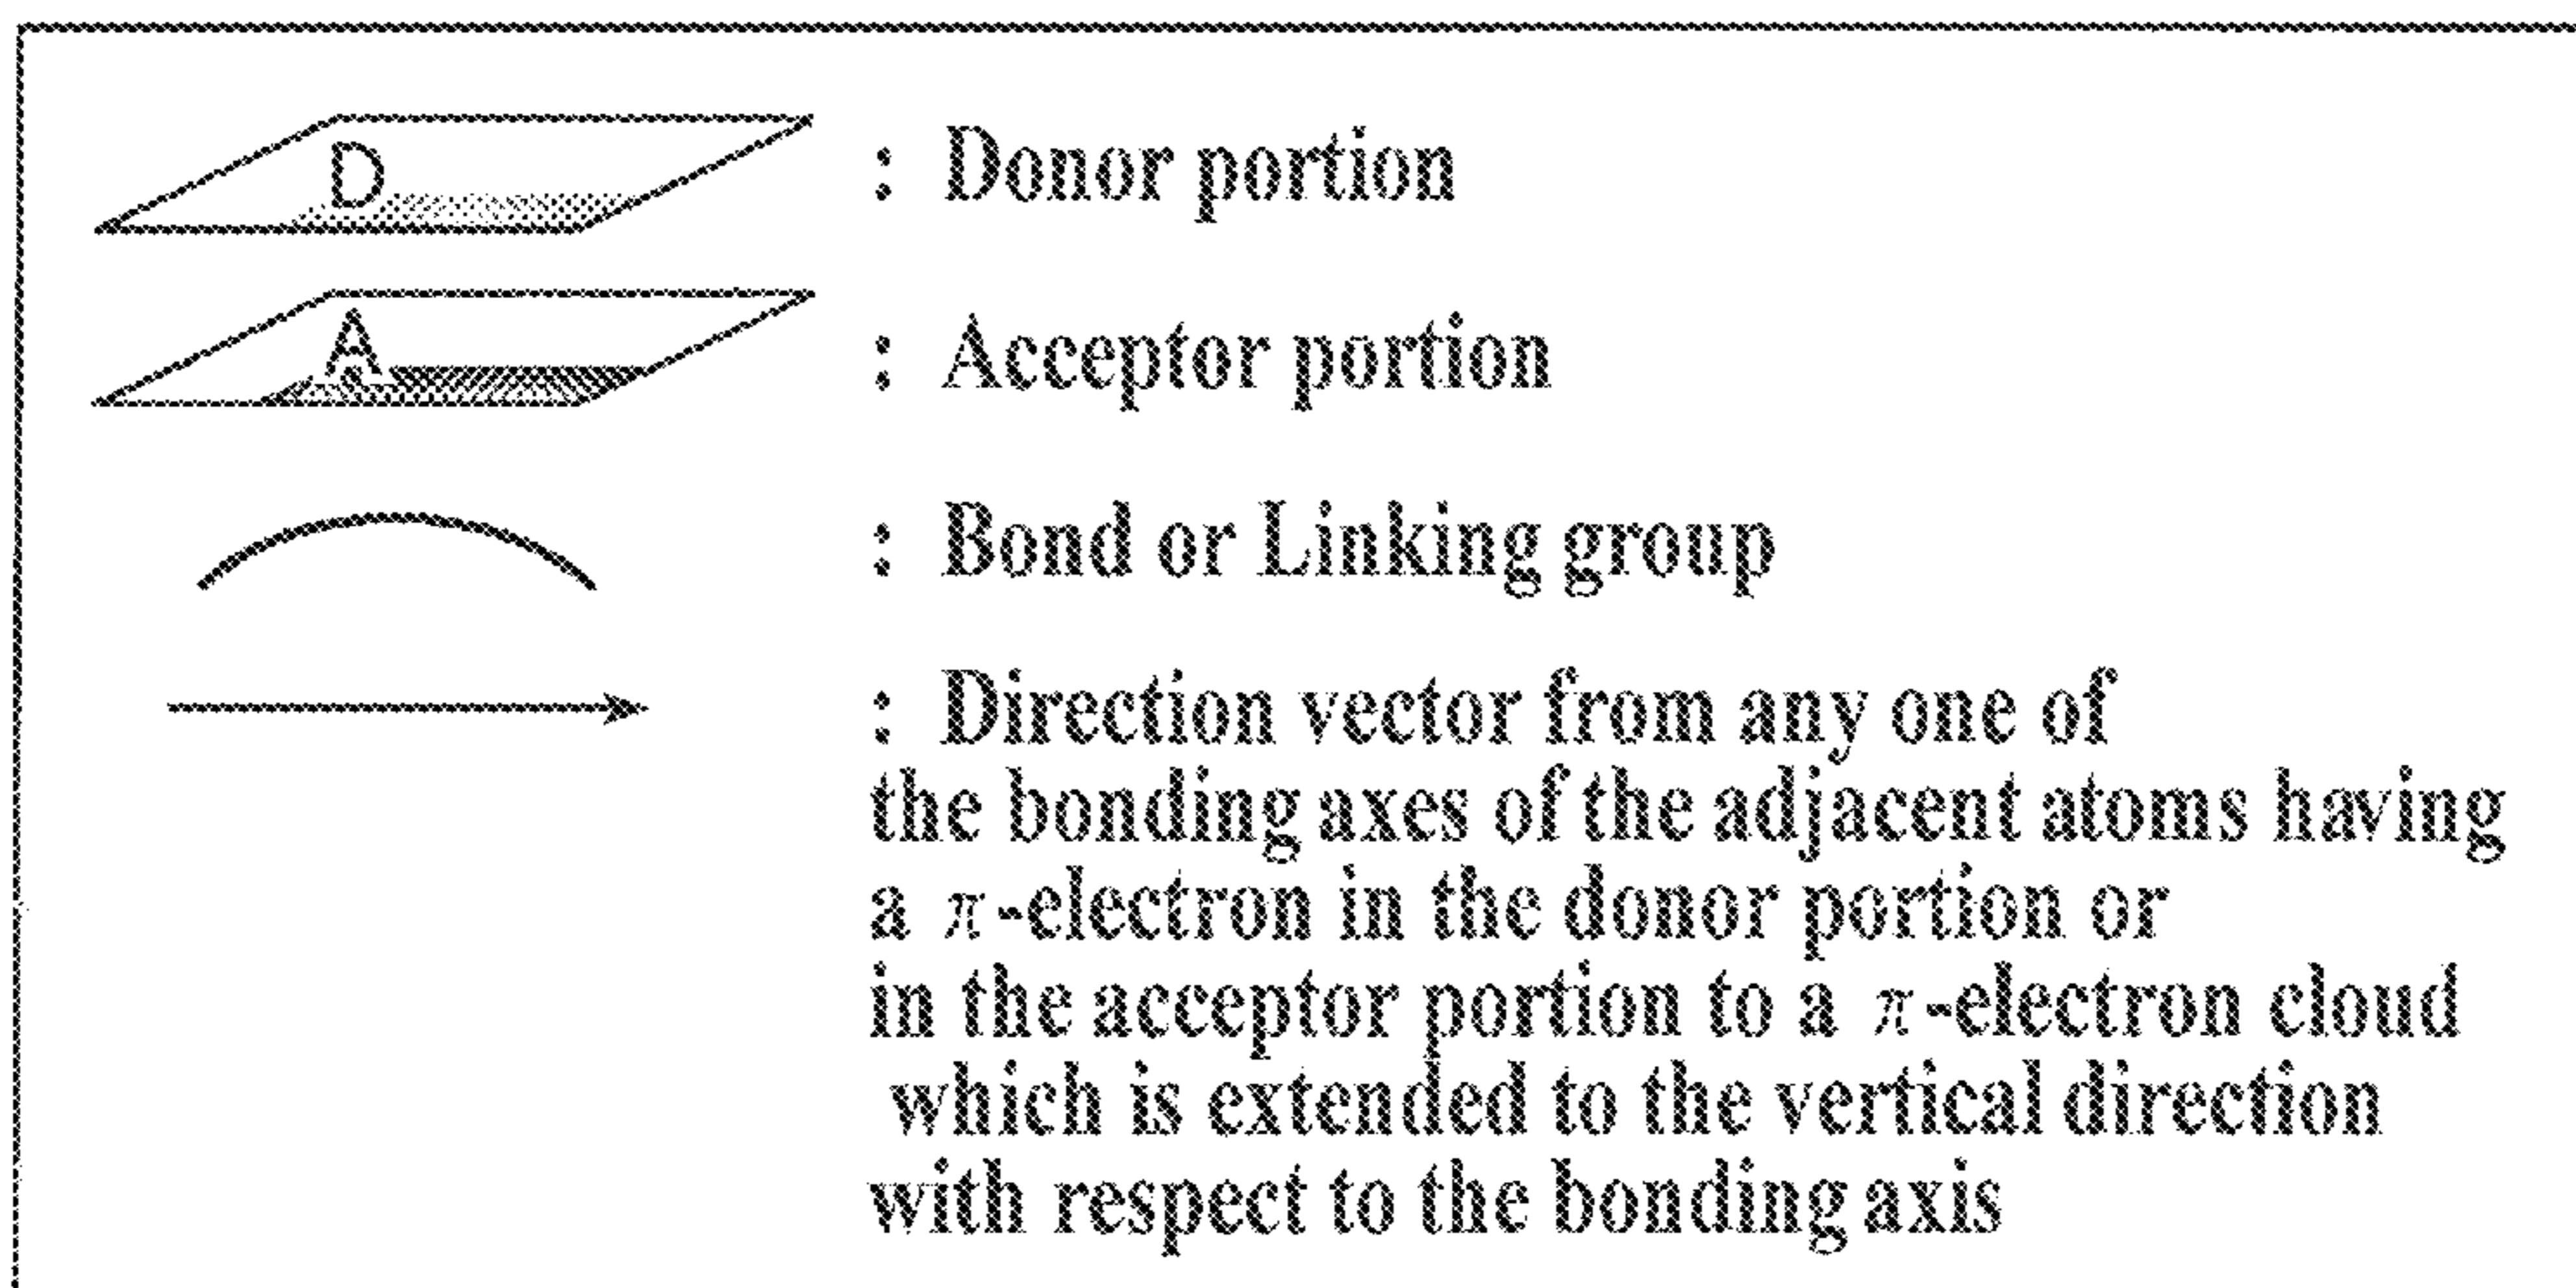 D : Donor portion
A : Acceptor portion
: Bond or Linking group
: Direction vector from any one of
the bonding axes of the adjacent atoms having
a π-electron in the donor portion or
in the acceptor portion to a π-electron cloud
which is extended to the vertical direction
with respect to the bonding axis